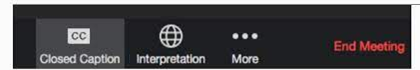 CC
Closed Caption
Interpretation
More
End Meeting